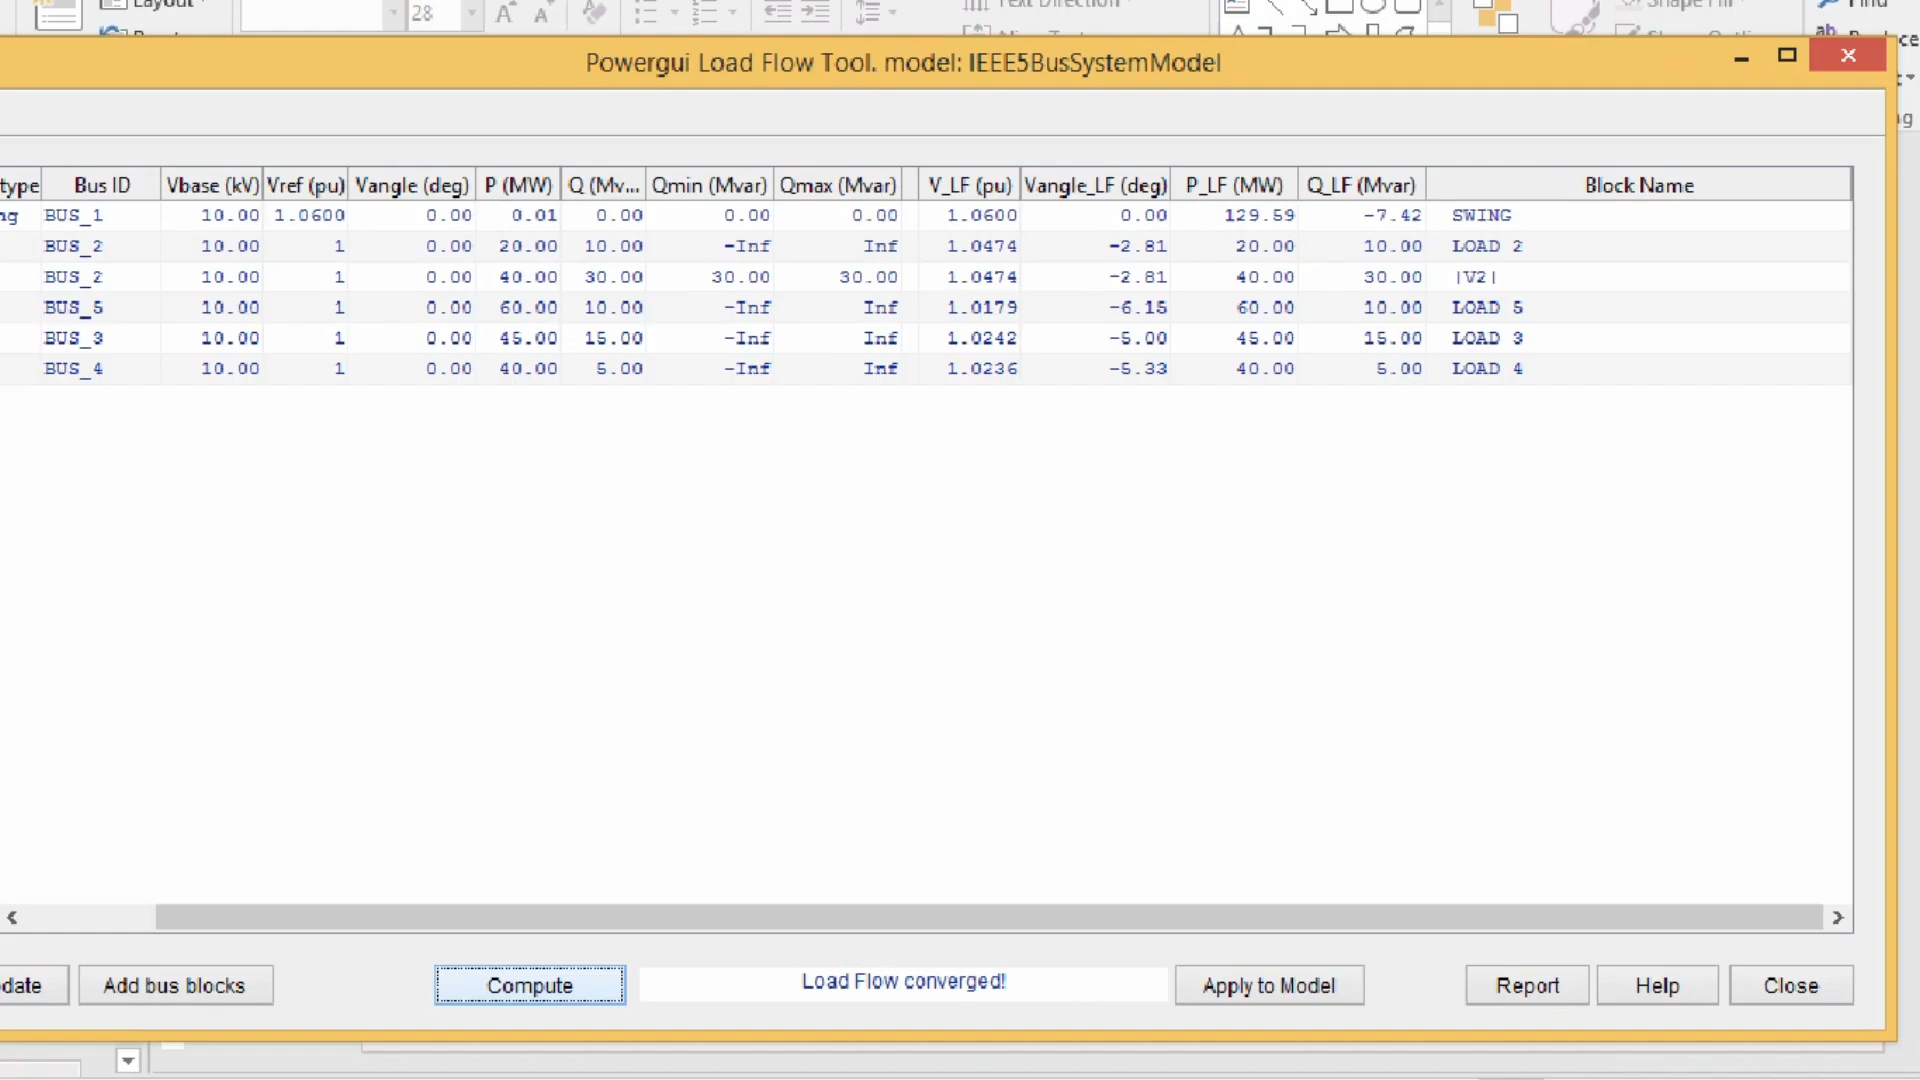 Layout
28
Text Direction
Shape Fill
Find
Powergui Load Flow Tool. model: IEEE5BusSystemModel
type Bus ID Vbase (kV) Vref (pu) Vangle (deg) P (MW) Q (Mv... Qmin (Mvar) Qmax (Mvar) V_LF (pu) Vangle_LF (deg) P_LF (MW) Q_LF (Mvar) Block Name
ng BUS_1 10.00 1.0600 0.00 0.01 0.00 0.00 0.00 1.0600 0.00 129.59 -7.42 SWING
BUS_2 10.00 1 0.00 20.00 10.00 -Inf Inf 1.0474 -2.81 20.00 10.00 LOAD 2
BUS_2 10.00 1 0.00 40.00 30.00 30.00 30.00 1.0474 -2.81 40.00 30.00 |V2|
BUS_5 10.00 1 0.00 60.00 10.00 -Inf Inf 1.0179 -6.15 60.00 10.00 LOAD 5
BUS_3 10.00 1 0.00 45.00 15.00 -Inf Inf 1.0242 -5.00 45.00 15.00 LOAD 3
BUS_4 10.00 1 0.00 40.00 5.00 -Inf Inf 1.0236 -5.33 40.00 5.00 LOAD 4
date Add bus blocks Compute Load Flow converged! Apply to Model Report Help Close